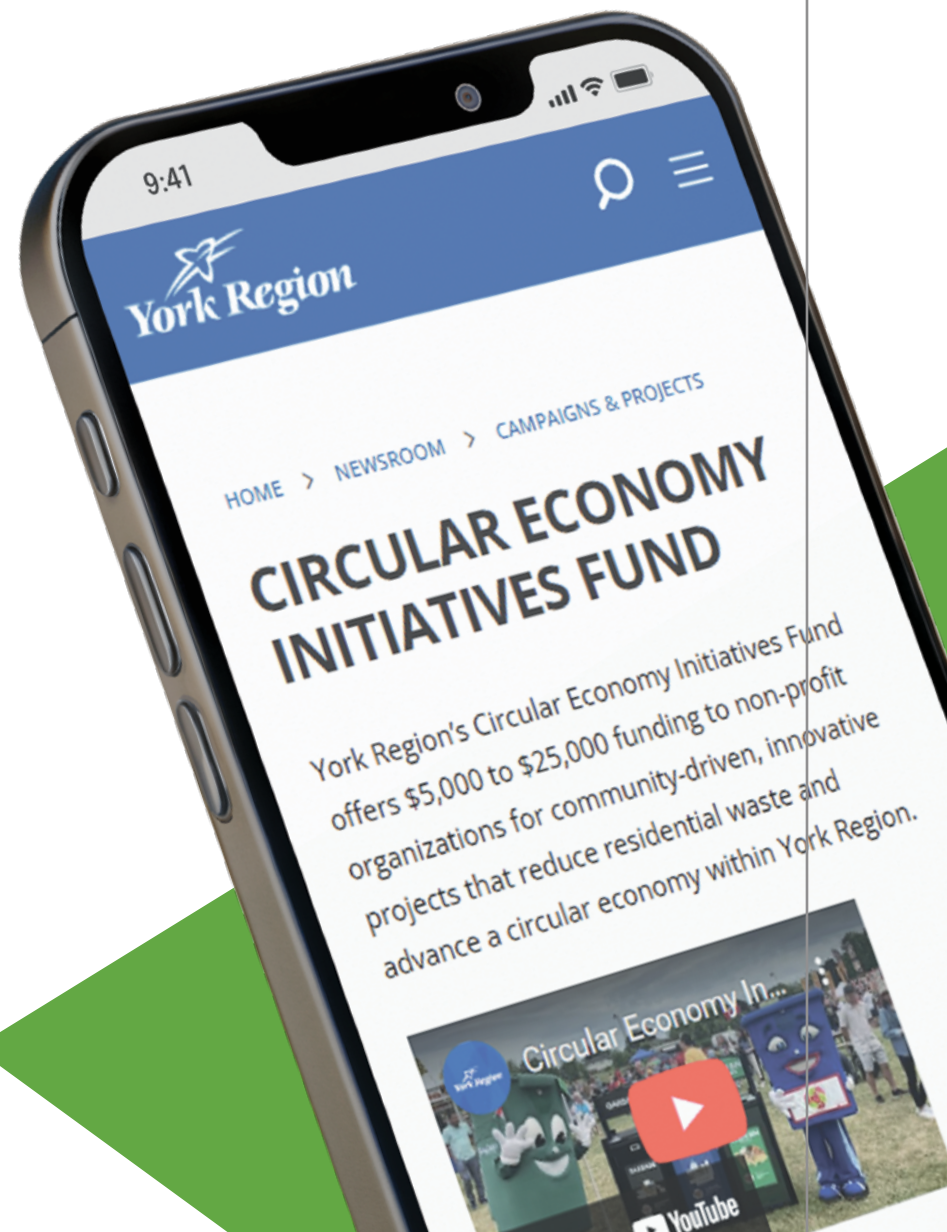 9:41
York Region
HOME > NEWSROOM > CAMPAIGNS & PROJECTS
CIRCULAR ECONOMY
INITIATIVES FUND
York Region's Circular Economy Initiatives Fund
offers $5,000 to $25,000 funding to non-profit
organizations for community-driven, innovative
projects that reduce residential waste and
advance a circular economy within York Region.
Circular Economy In...
York Region
YouTube